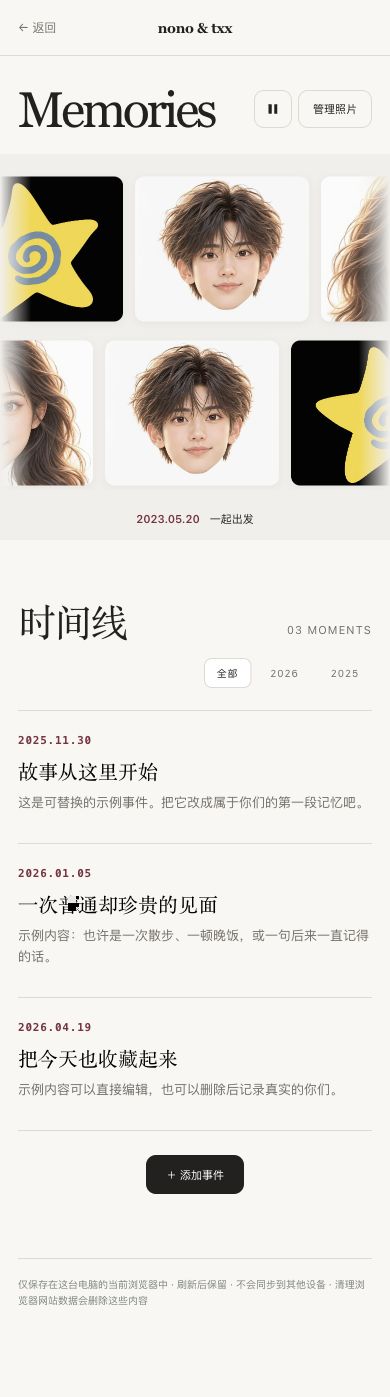 ← 返回
nono & txx
Memories
管理照片
2023.05.20 一起出发
时间线
03 MOMENTS
全部 2026 2025
2025.11.30
故事从这里开始
这是可替换的示例事件。把它改成属于你们的第一段记忆吧。
2026.01.05
一次普通却珍贵的见面
示例内容：也许是一次散步、一顿晚饭，或一句后来一直记得
的话。
2026.04.19
把今天也收藏起来
示例内容可以直接编辑，也可以删除后记录真实的你们。
+ 添加事件
仅保存在这台电脑的当前浏览器中 · 刷新后保留 · 不会同步到其他设备 · 清理浏
览器网站数据会删除这些内容